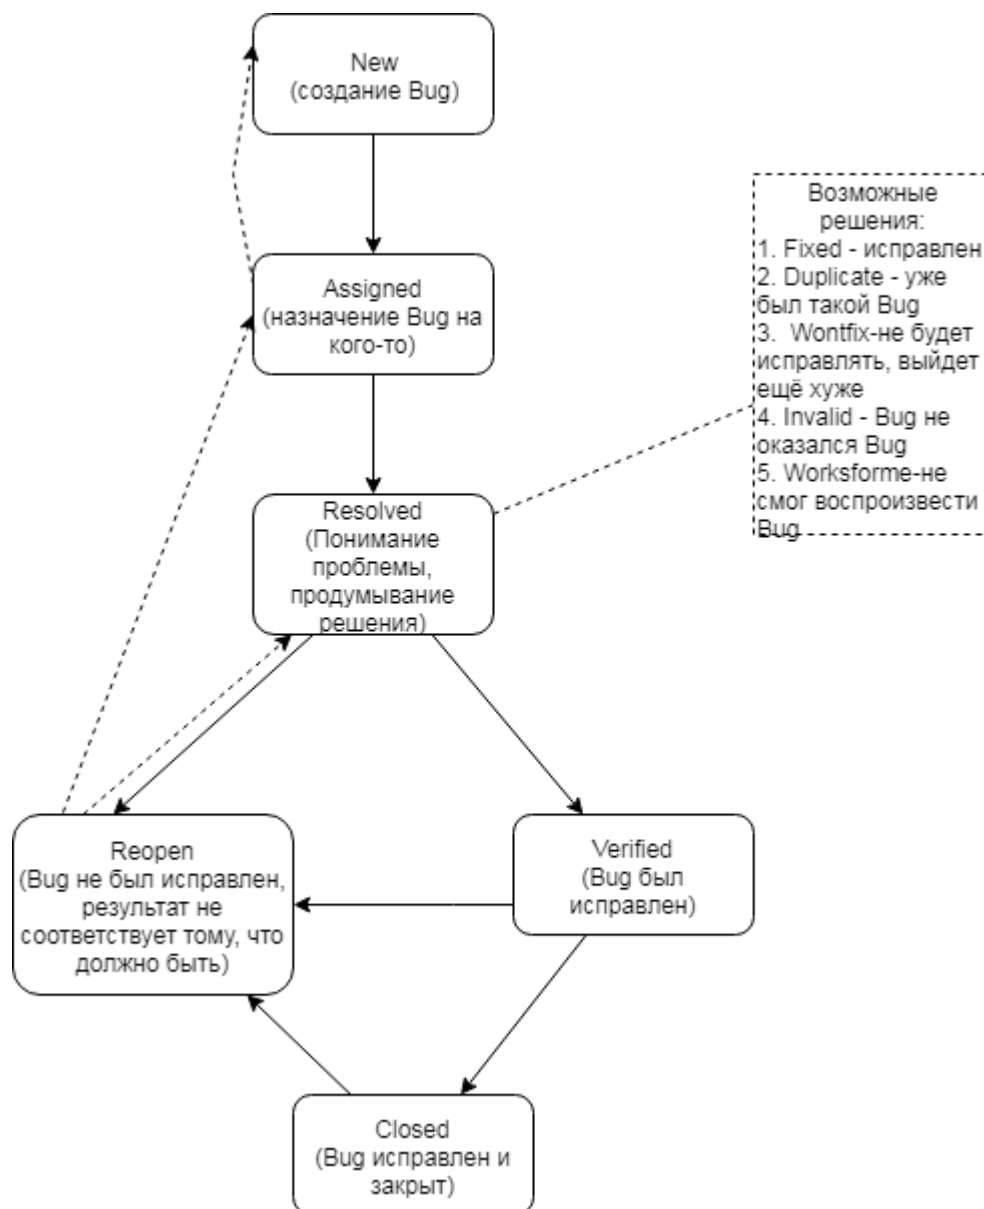 New
(создание Bug)
Assigned
(назначение Bug на
кого-то)
Возможные
решения:
1. Fixed - исправлен
2. Duplicate - уже
был такой Bug
3.  Wontfix-не будет
исправлять, выйдет
ещё хуже
4. Invalid - Bug не
оказался Bug
5. Worksforme-не
смог воспроизвести
Bug
Resolved
(Понимание
проблемы,
продумывание
решения)
Reopen
(Bug не был исправлен,
результат не
соответствует тому, что
должно быть)
Verified
(Bug был
исправлен)
Closed
(Bug исправлен и
закрыт)